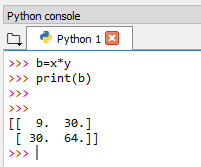 Python console
Python 1
>>> b=x*y
>>> print(b)
>>>
>>>
[[  9.  30.]
 [ 30.  64.]]
>>>